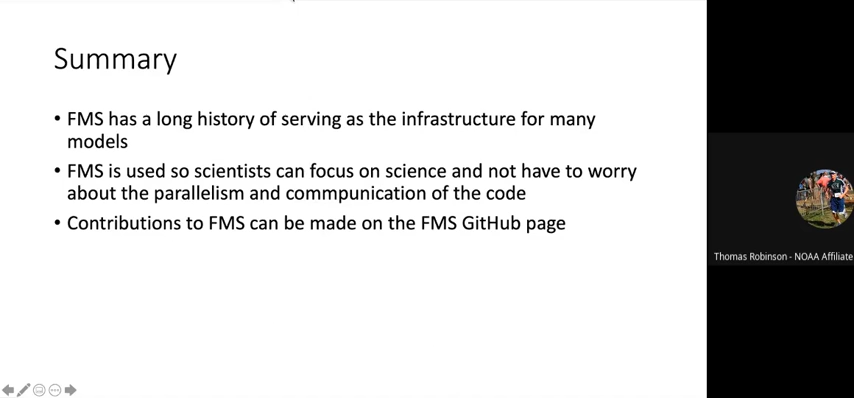 Summary
• FMS has a long history of serving as the infrastructure for many
models
• FMS is used so scientists can focus on science and not have to worry
about the parallelism and commpunication of the code
• Contributions to FMS can be made on the FMS GitHub page
Thomas Robinson - NOAA Affiliate